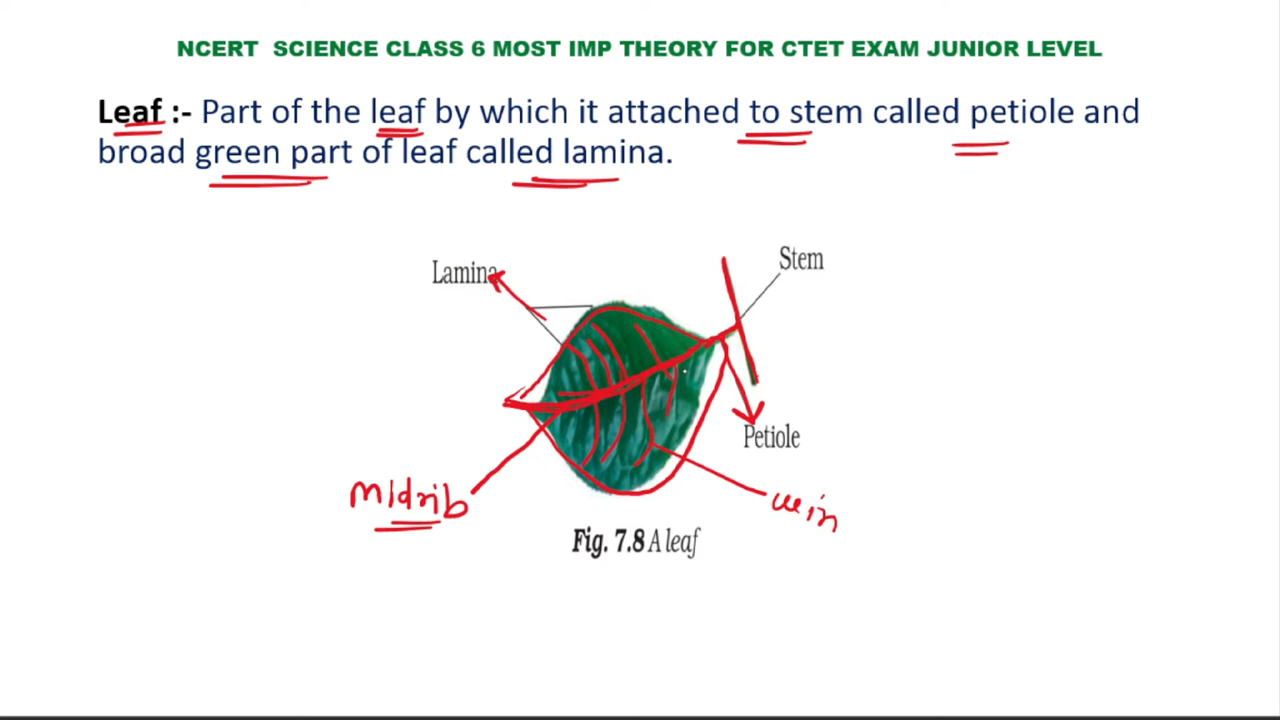 NCERT SCIENCE CLASS 6 MOST IMP THEORY FOR CTET EXAM JUNIOR LEVEL
Leaf :- Part of the leaf by which it attached to stem called petiole and
broad green part of leaf called lamina.
Stem
Lamina
Petiole
Midrib
vein
Fig. 7.8 A leaf